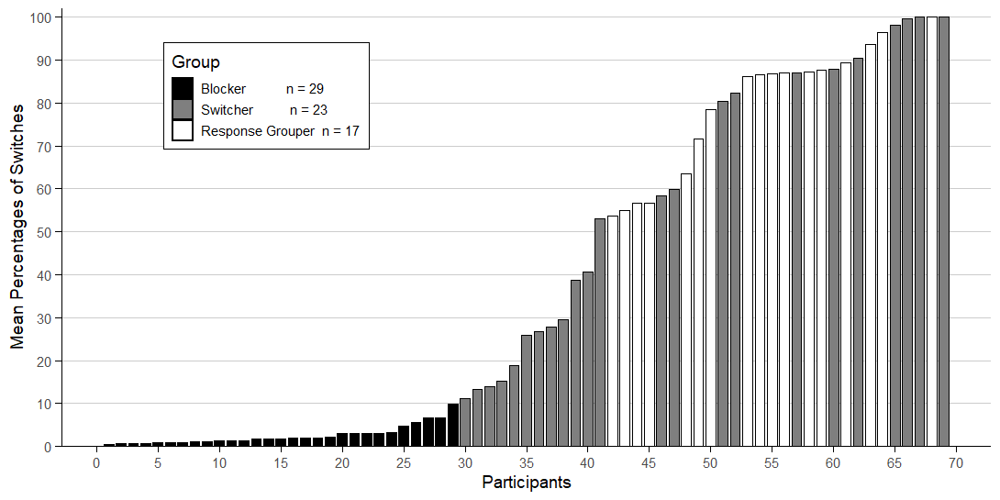 100
90
80
70
60
50
40
30
20
10
0
Mean Percentages of Switches
Group
Blocker n = 29
Switcher n = 23
Response Grouper n = 17
0 5 10 15 20 25 30 35 40 45 50 55 60 65 70
Participants